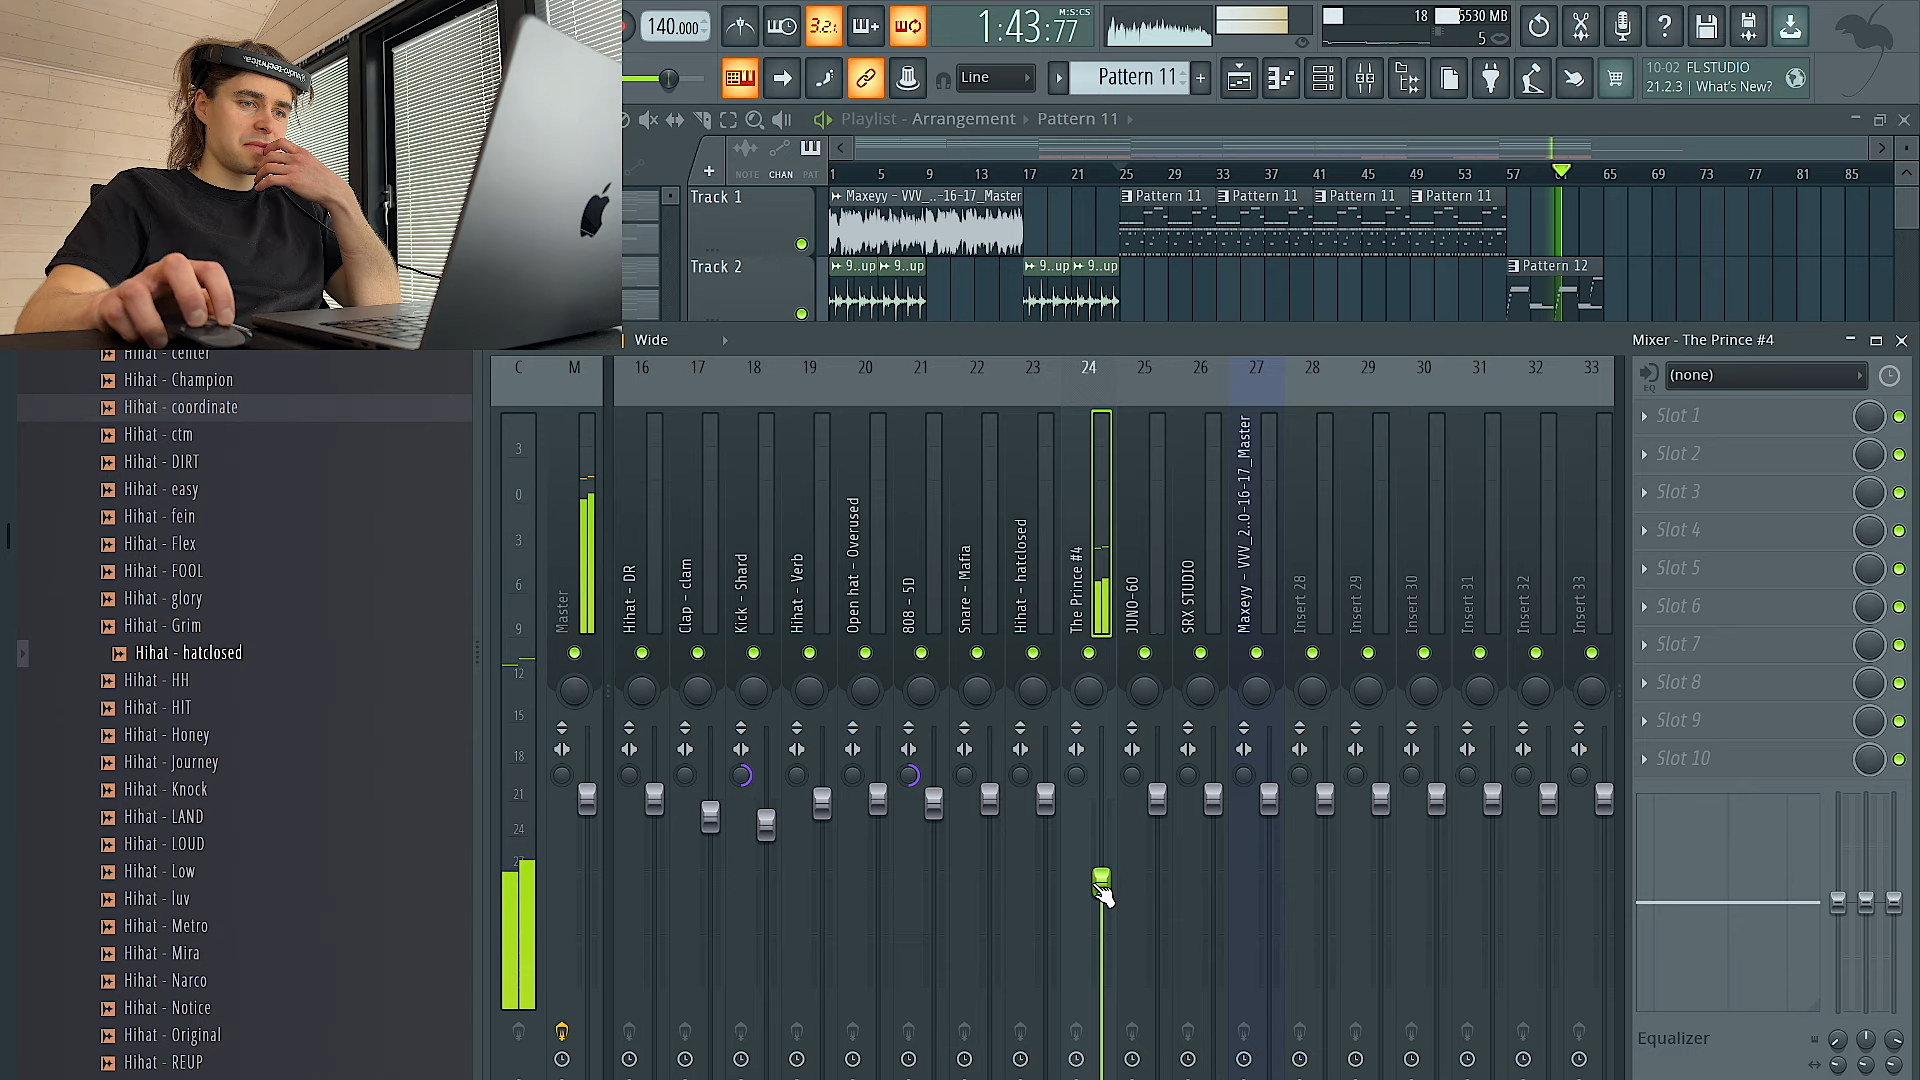 audio-technica
140.000
3.2.
1:43:77
M:S:CS
18
5530 MB
5
Line
Pattern 11
10-02 FL STUDIO
21.2.3 | What's New?
Playlist - Arrangement
Pattern 11
NOTE CHAN PAT
1 5 9 13 17 21 25 29 33 37 41 45 49 53 57 65 69 73 77 81 85
Track 1
Maxeyy - VVV_..-16-17_Master
Pattern 11
Pattern 11
Pattern 11
Pattern 11
Track 2
9..up
9..up
9..up
9..up
Pattern 12
Wide
Mixer - The Prince #4
C M 16 17 18 19 20 21 22 23 24 25 26 27 28 29 30 31 32 33
(none)
EQ
Slot 1
Slot 2
Slot 3
Slot 4
Slot 5
Slot 6
Slot 7
Slot 8
Slot 9
Slot 10
Equalizer
3
0
3
6
9
12
15
18
21
24
27
Master
Hihat - DR
Clap - clam
Kick - Shard
Hihat - Verb
Open hat - Overused
808 - 5D
Snare - Mafia
Hihat - hatclosed
The Prince #4
JUNO-60
SRX STUDIO
Maxeyy - VVV_2.0-16-17_Master
Insert 28
Insert 29
Insert 30
Insert 31
Insert 32
Insert 33
Hihat - center
Hihat - Champion
Hihat - coordinate
Hihat - ctm
Hihat - DIRT
Hihat - easy
Hihat - fein
Hihat - Flex
Hihat - FOOL
Hihat - glory
Hihat - Grim
Hihat - hatclosed
Hihat - HH
Hihat - HIT
Hihat - Honey
Hihat - Journey
Hihat - Knock
Hihat - LAND
Hihat - LOUD
Hihat - Low
Hihat - luv
Hihat - Metro
Hihat - Mira
Hihat - Narco
Hihat - Notice
Hihat - Original
Hihat - REUP